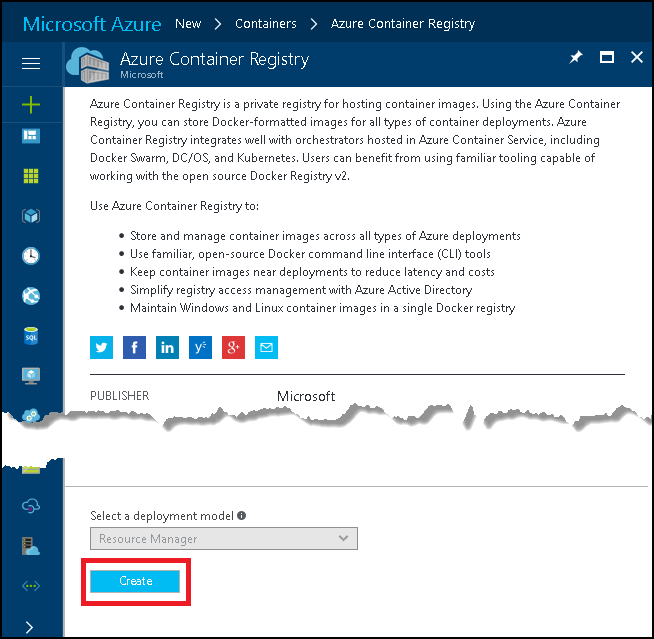 Microsoft Azure New > Containers > Azure Container Registry
Azure Container Registry
Microsoft
Azure Container Registry is a private registry for hosting container images. Using the Azure Container
Registry, you can store Docker-formatted images for all types of container deployments. Azure
Container Registry integrates well with orchestrators hosted in Azure Container Service, including
Docker Swarm, DC/OS, and Kubernetes. Users can benefit from using familiar tooling capable of
working with the open source Docker Registry v2.
Use Azure Container Registry to:
• Store and manage container images across all types of Azure deployments
• Use familiar, open-source Docker command line interface (CLI) tools
• Keep container images near deployments to reduce latency and costs
• Simplify registry access management with Azure Active Directory
• Maintain Windows and Linux container images in a single Docker registry
SQL
PUBLISHER Microsoft
Select a deployment model
Resource Manager
Create